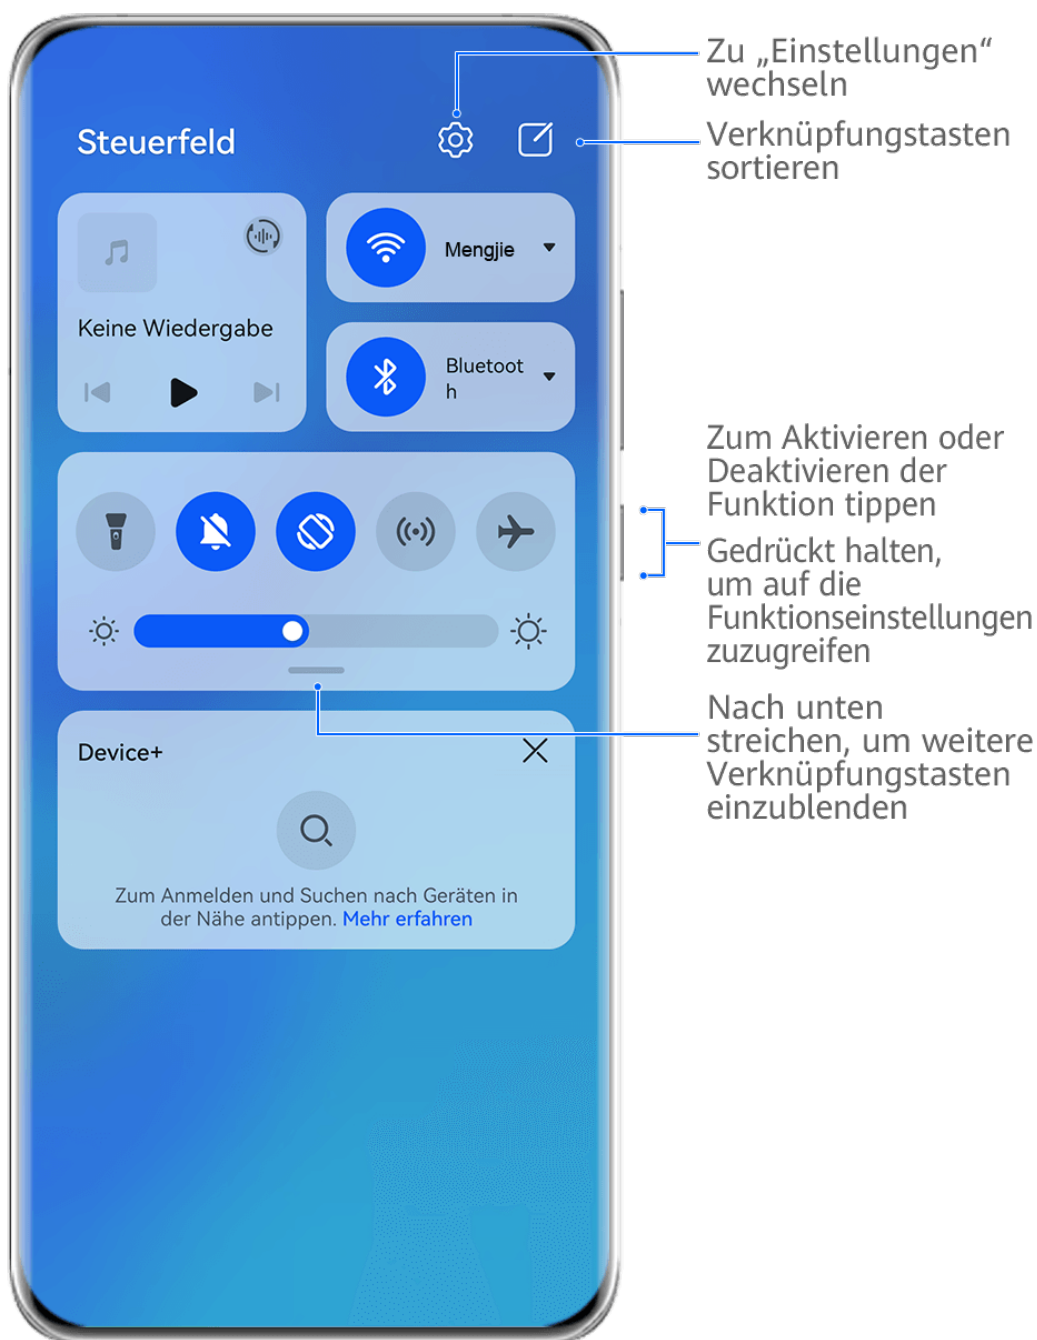 Zu „Einstellungen“
wechseln
Steuerfeld
Verknüpfungstasten
sortieren
Mengjie
Keine Wiedergabe
Bluetoot
h
Zum Aktivieren oder
Deaktivieren der
Funktion tippen
Gedrückt halten,
um auf die
Funktionseinstellungen
zuzugreifen
Nach unten
streichen, um weitere
Verknüpfungstasten
einzublenden
Device+
Zum Anmelden und Suchen nach Geräten in
der Nähe antippen. Mehr erfahren